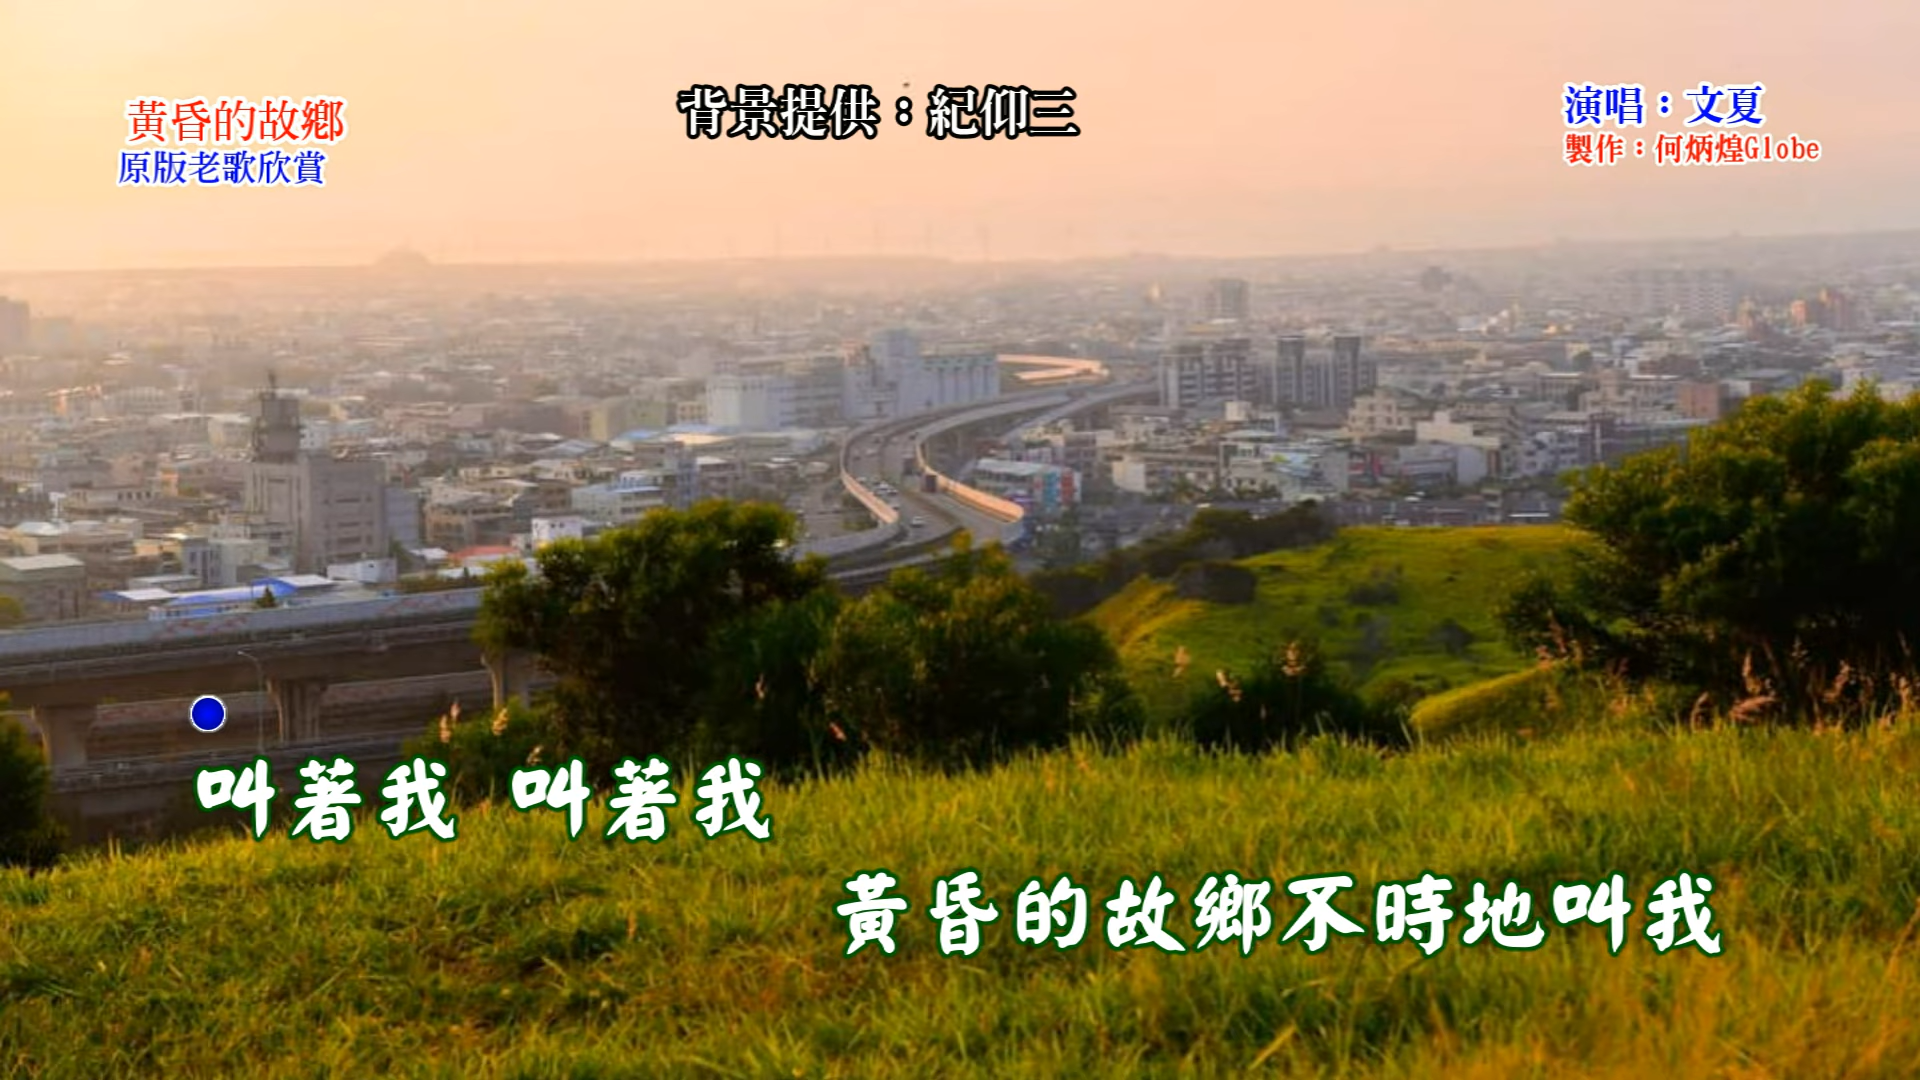 黃昏的故鄉
原版老歌欣賞
背景提供：紀仰三
演唱：文夏
製作：何炳煌Globe
叫著我 叫著我
黃昏的故鄉不時地叫我